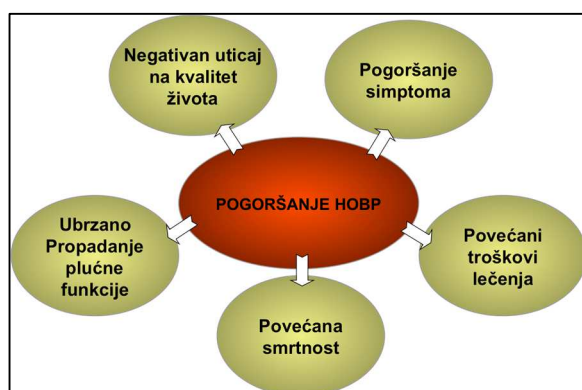 Negativan uticaj
na kvalitet
života
Pogoršanje
simptoma
POGORŠANJE HOBP
Ubrzano
Propadanje
plućne
funkcije
Povećani
troškovi
lečenja
Povećana
smrtnost